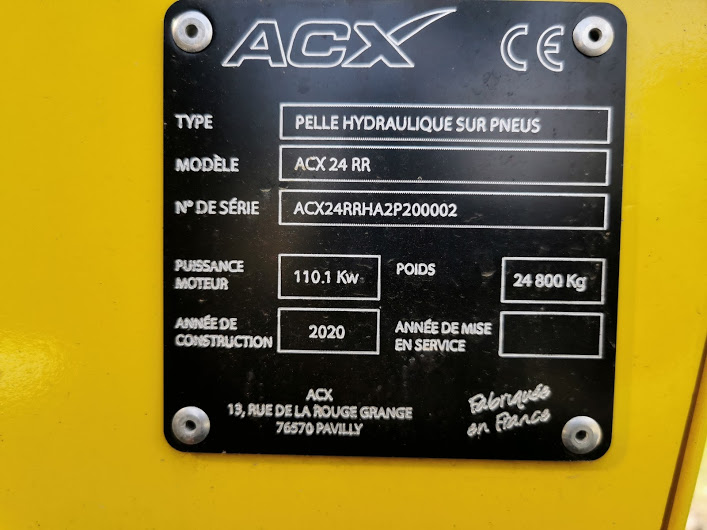 ACX CE
TYPE PELLE HYDRAULIQUE SUR PNEUS
MODÈLE ACX 24 RR
N° DE SÉRIE ACX24RRHA2P200002
PUISSANCE MOTEUR 110.1 Kw POIDS 24 800 Kg
ANNÉE DE CONSTRUCTION 2020 ANNÉE DE MISE EN SERVICE
ACX
13, RUE DE LA ROUGE GRANGE
76570 PAVILLY
Fabriquée en France